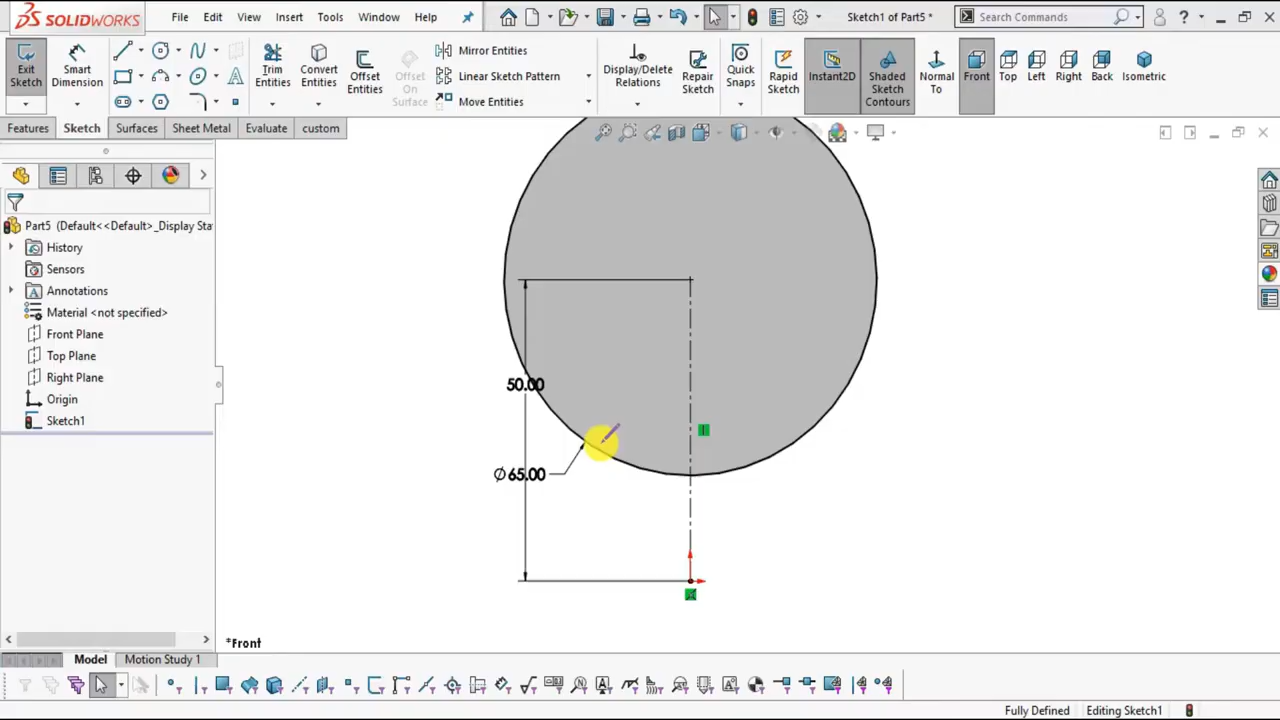 SOLIDWORKS File Edit View Insert Tools Window Help Sketch1 of Part5 * Search Commands ?
Exit Sketch
Smart Dimension
Trim Entities
Convert Entities
Offset Entities
Offset On Surface
Mirror Entities
Linear Sketch Pattern
Move Entities
Display/Delete Relations
Repair Sketch
Quick Snaps
Rapid Sketch
Instant2D
Shaded Sketch Contours
Normal To
Front
Top
Left
Right
Back
Isometric
Features Sketch Surfaces Sheet Metal Evaluate custom
Part5 (Default<<Default>_Display Sta
History
Sensors
Annotations
Material <not specified>
Front Plane
Top Plane
Right Plane
Origin
Sketch1
50.00
Ø65.00
*Front
Model Motion Study 1
Fully Defined Editing Sketch1